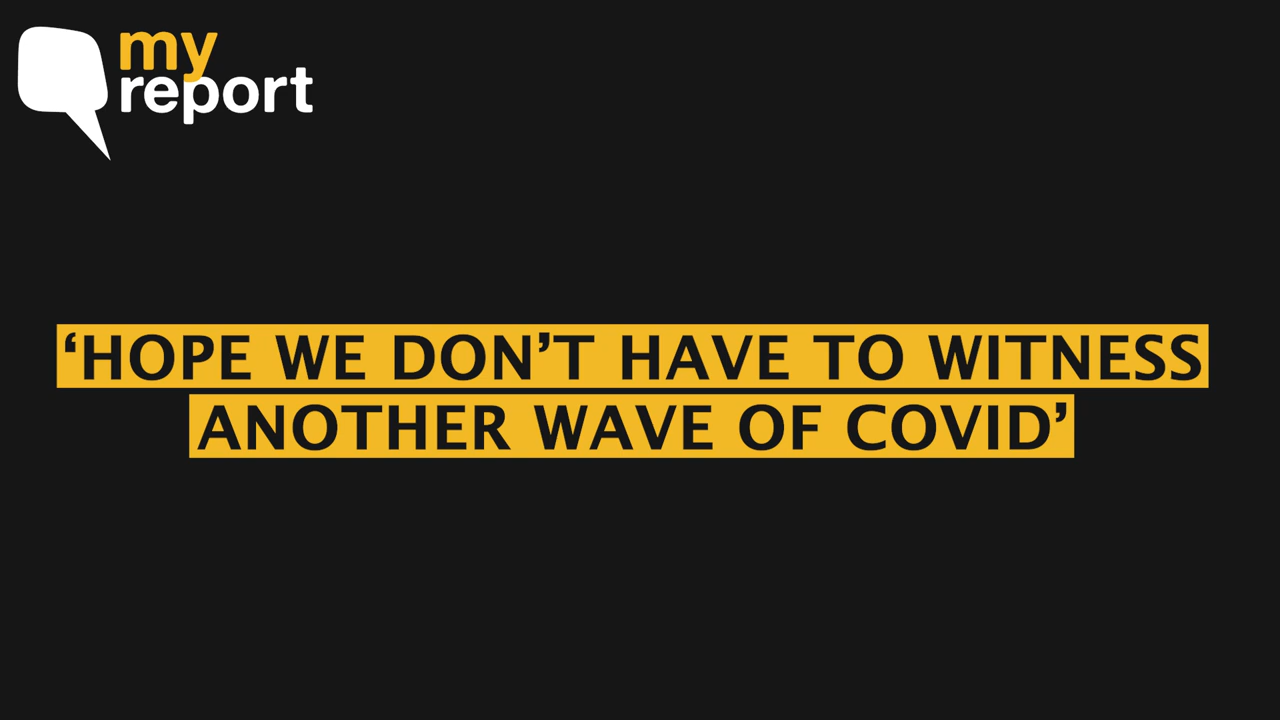 my
report
‘HOPE WE DON’T HAVE TO WITNESS
ANOTHER WAVE OF COVID’